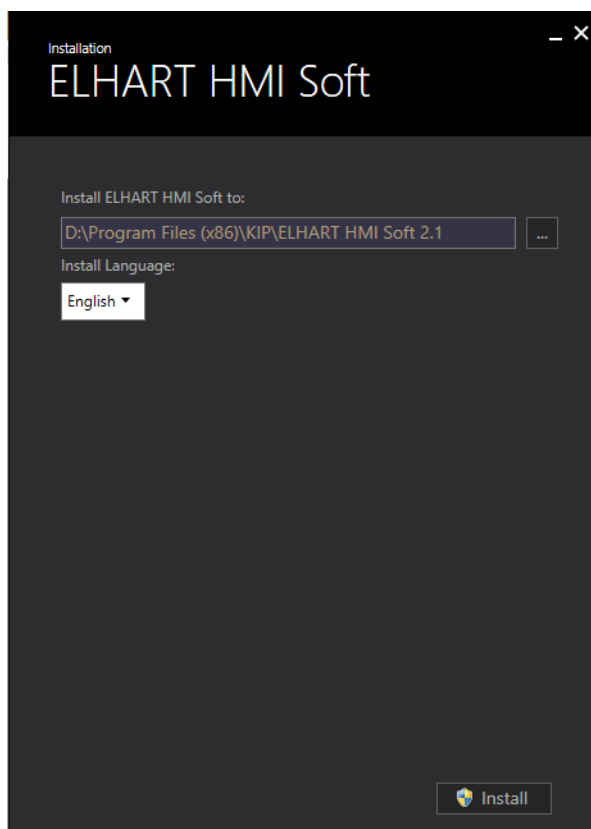 Installation
ELHART HMI Soft
Install ELHART HMI Soft to:
D:\Program Files (x86)\KIP\ELHART HMI Soft 2.1
...
Install Language:
English
Install